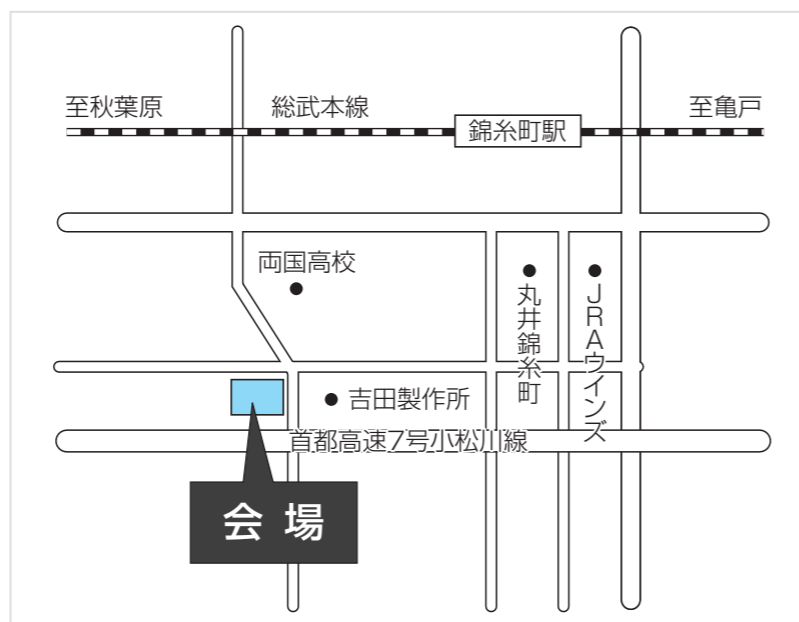 至秋葉原
総武本線
錦糸町駅
至亀戸
両国高校
丸井錦糸町
JRAウインズ
吉田製作所
首都高速7号小松川線
会場